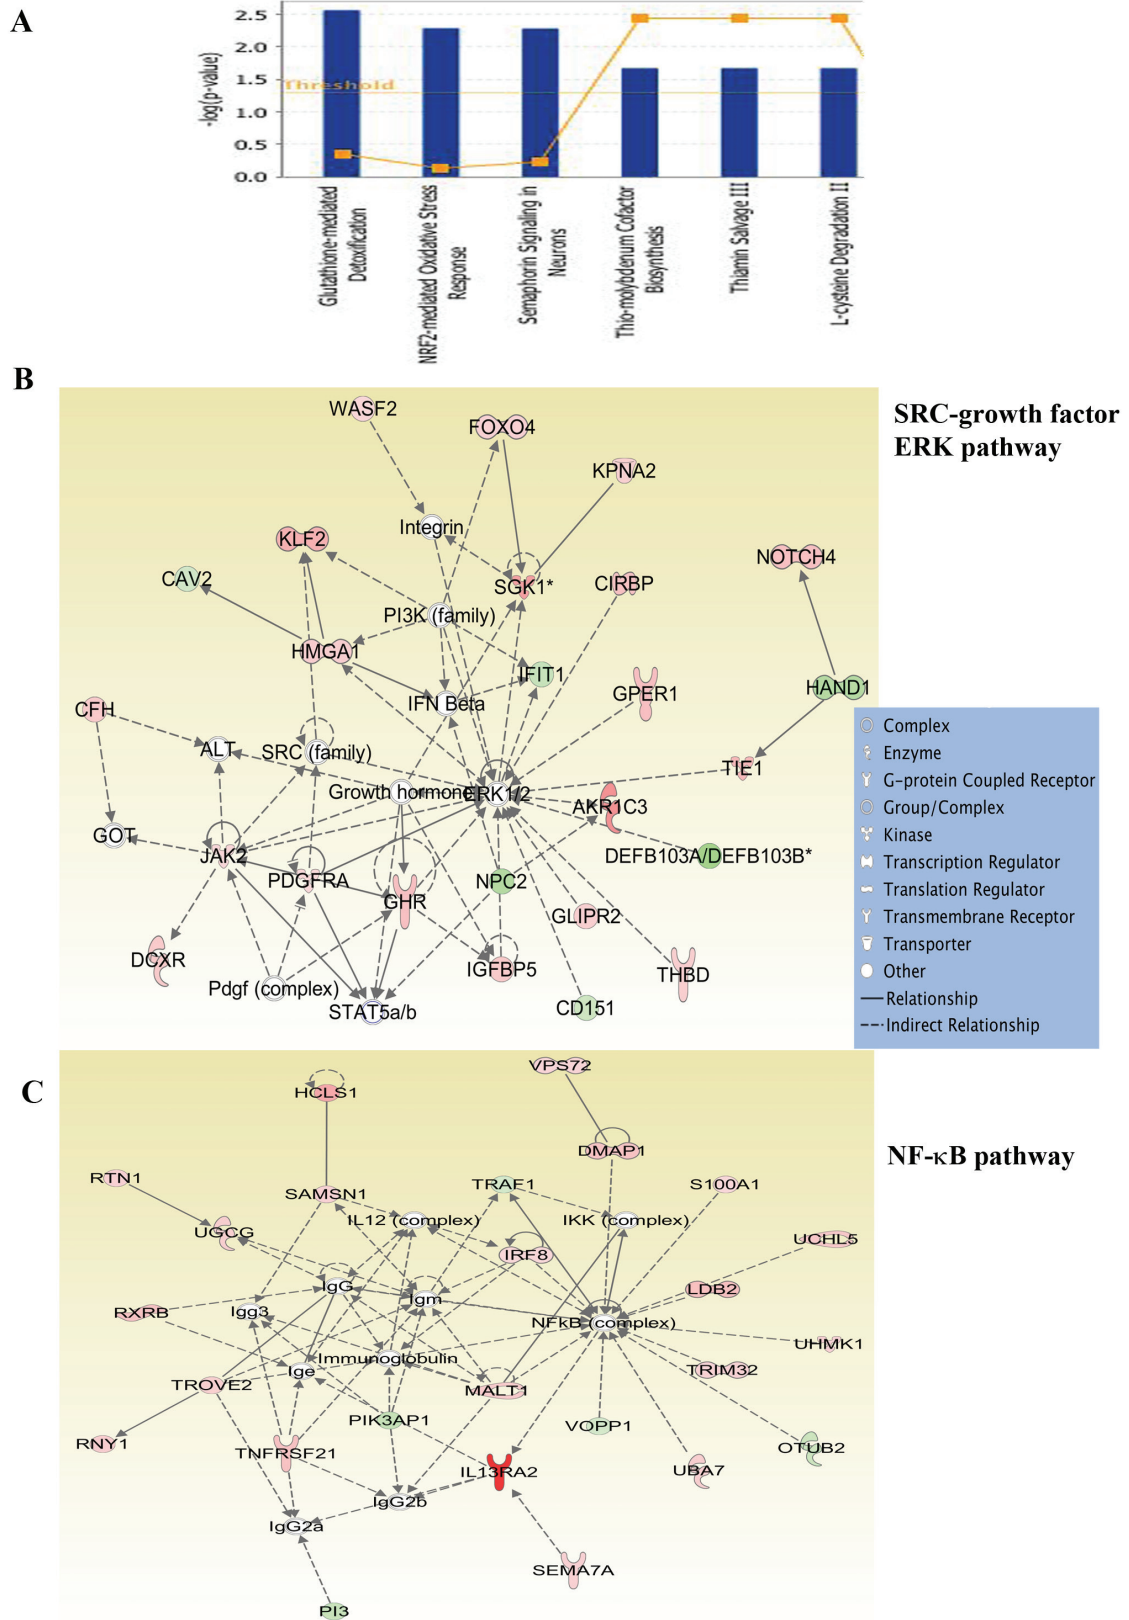 A
2.5
2.0
1.5
1.0
0.5
0.0
-log(p-value)
Threshold
Glutathione-mediated
Detoxification
NRF2-mediated Oxidative Stress
Response
Semaphorin Signaling in
Neurons
Thio-molybdenum Cofactor
Biosynthesis
Thiamin Salvage III
L-cysteine Degradation II
B
SRC-growth factor
ERK pathway
WASF2
FOXO4
KPNA2
Integrin
KLF2
NOTCH4
CAV2
SGK1*
CIRBP
PI3K (family)
HMGA1
IFIT1
GPER1
HAND1
IFN Beta
CFH
ALT
SRC (family)
TIE1
Growth hormone
ERK1/2
AKR1C3
GOT
JAK2
DEFB103A/DEFB103B*
PDGFRA
NPC2
GHR
GLIPR2
DCXR
IGFBP5
THBD
Pdgf (complex)
STAT5a/b
CD151
Complex
Enzyme
G-protein Coupled Receptor
Group/Complex
Kinase
Transcription Regulator
Translation Regulator
Transmembrane Receptor
Transporter
Other
Relationship
Indirect Relationship
C
NF-κB pathway
VPS72
HCLS1
DMAP1
RTN1
SAMSN1
TRAF1
S100A1
IL12 (complex)
IKK (complex)
UGCG
IRF8
UCHL5
IgG
LDB2
Igm
RXRB
Igg3
NFkB (complex)
UHMK1
Immunoglobulin
Ige
TRIM32
TROVE2
MALT1
PIK3AP1
VOPP1
RNY1
TNFRSF21
OTUB2
IL13RA2
UBA7
IgG2b
IgG2a
SEMA7A
PI3